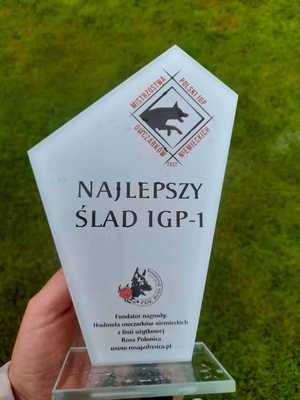 MISTRZOSTWA
POLSKI IGP
OWCZARKÓW
NIEMIECKICH
NAJLEPSZY
ŚLAD IGP-1
Fundator nagrody:
Hodowla owczarków niemieckich
z linii użytkowej
Rosa Polonica
www.rosapolonica.pl